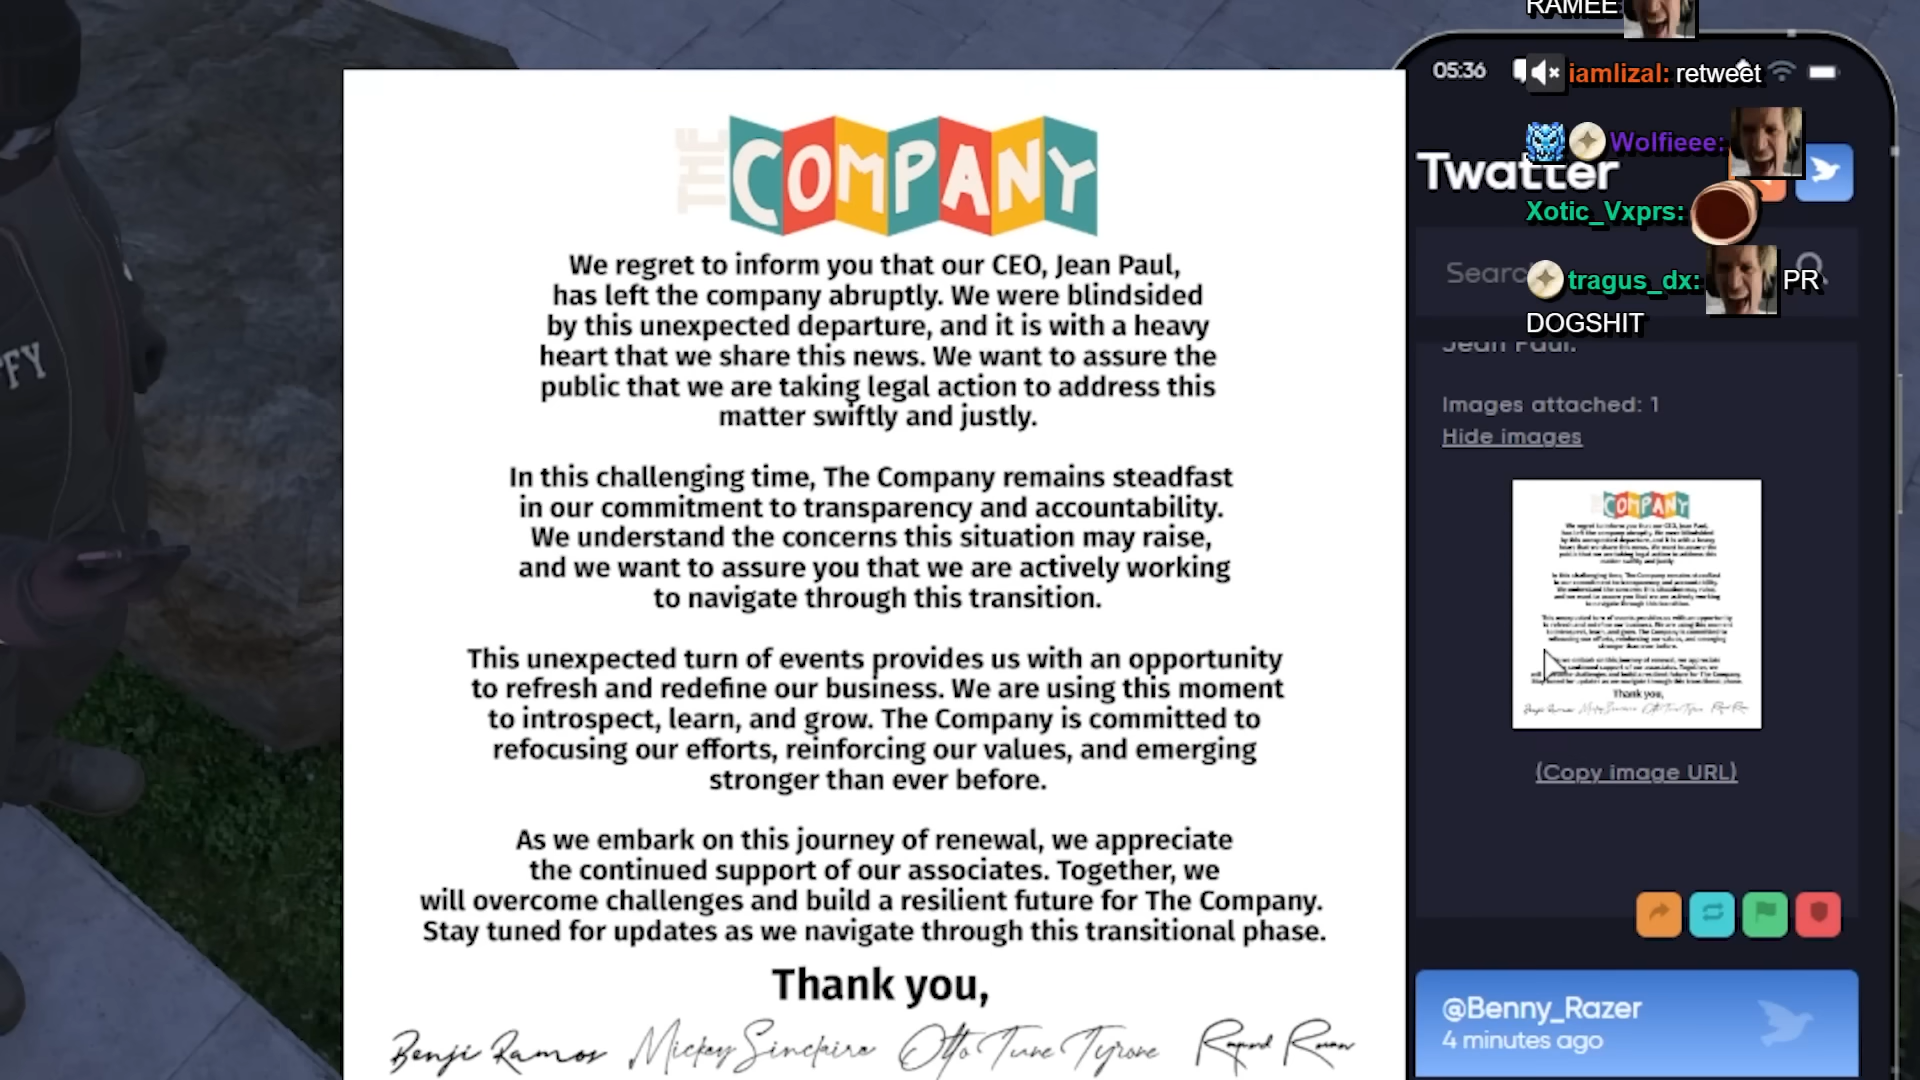 THE COMPANY
We regret to inform you that our CEO, Jean Paul,
has left the company abruptly. We were blindsided
by this unexpected departure, and it is with a heavy
heart that we share this news. We want to assure the
public that we are taking legal action to address this
matter swiftly and justly.
In this challenging time, The Company remains steadfast
in our commitment to transparency and accountability.
We understand the concerns this situation may raise,
and we want to assure you that we are actively working
to navigate through this transition.
This unexpected turn of events provides us with an opportunity
to refresh and redefine our business. We are using this moment
to introspect, learn, and grow. The Company is committed to
refocusing our efforts, reinforcing our values, and emerging
stronger than ever before.
As we embark on this journey of renewal, we appreciate
the continued support of our associates. Together, we
will overcome challenges and build a resilient future for The Company.
Stay tuned for updates as we navigate through this transitional phase.
Thank you,
Benji Ramos Mickey Sinclaire Otto Tune Tyrone
RAMEE
05:36
iamlizal: retweet
Wolfieee:
Twatter
Xotic_Vxprs:
Searc
tragus_dx: PR
DOGSHIT
Jean Paul.
Images attached: 1
Hide images
COMPANY
Thank you,
(Copy image URL)
@Benny_Razer
4 minutes ago